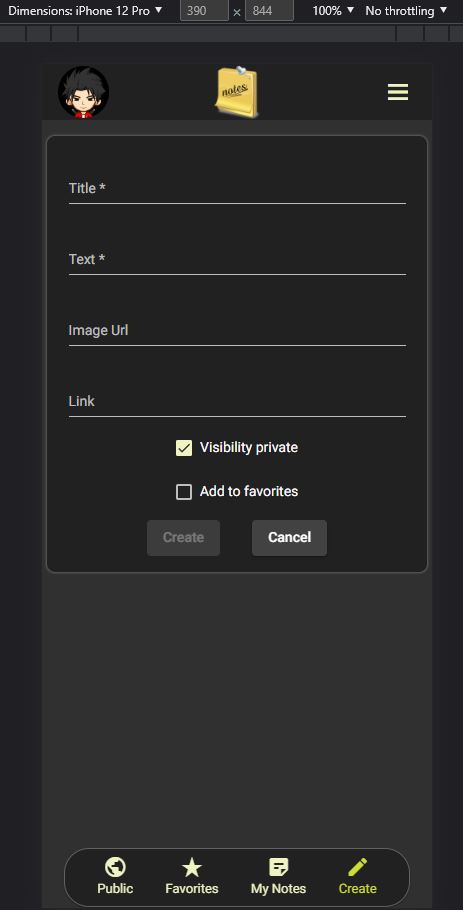 Dimensions: iPhone 12 Pro ▼ 390 × 844 100% ▼ No throttling ▼
notes
Title *
Text *
Image Url
Link
Visibility private
Add to favorites
Create Cancel
Public Favorites My Notes Create